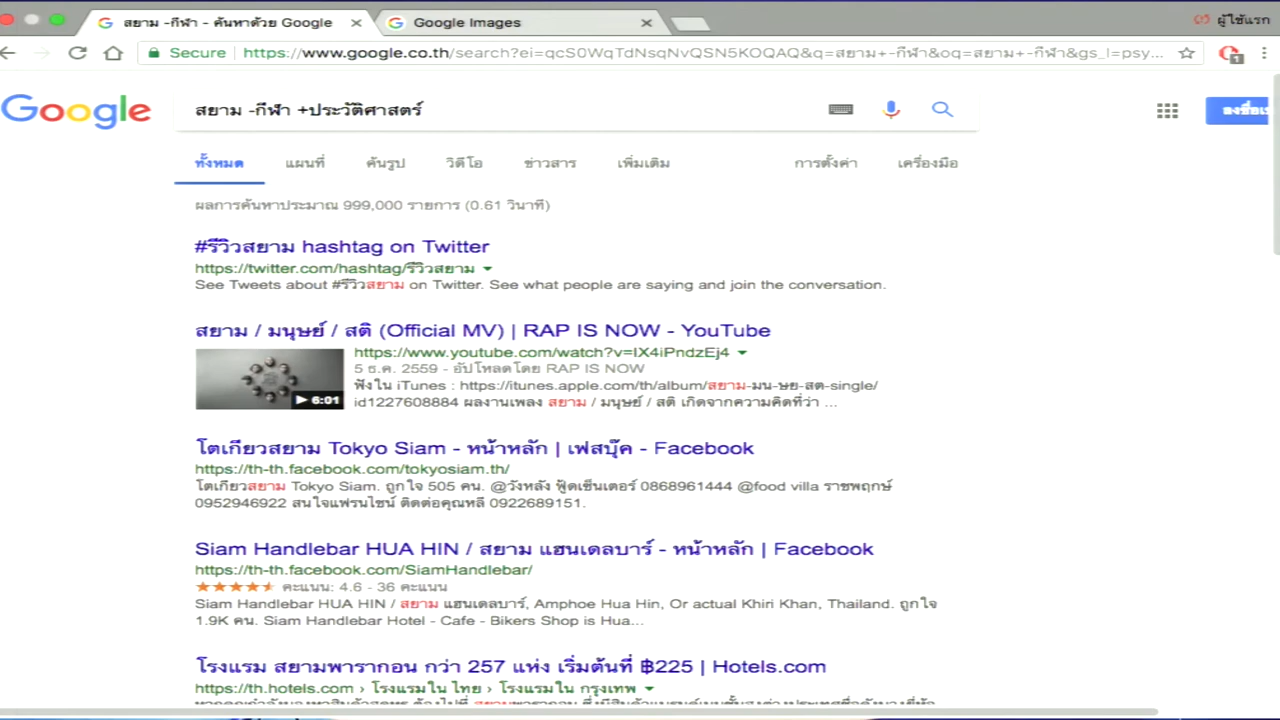 สยาม -กีฬา - ค้นหาด้วย Google
Google Images
ผู้ใช้แรก
Secure
https://www.google.co.th/search?ei=qcS0WqTdNsqNvQSN5KOQAQ&q=สยาม+-กีฬา&oq=สยาม+-กีฬา&gs_l=psy...
Google
สยาม -กีฬา +ประวัติศาสตร์
ทั้งหมด แผนที่ ค้นรูป วิดีโอ ข่าวสาร เพิ่มเติม การตั้งค่า เครื่องมือ
ผลการค้นหาประมาณ 999,000 รายการ (0.61 วินาที)
#รีวิวสยาม hashtag on Twitter
https://twitter.com/hashtag/รีวิวสยาม
See Tweets about #รีวิวสยาม on Twitter. See what people are saying and join the conversation.
สยาม / มนุษย์ / สติ (Official MV) | RAP IS NOW - YouTube
https://www.youtube.com/watch?v=IX4iPndzEj4
5 ธ.ค. 2559 - อัปโหลดโดย RAP IS NOW
ฟังใน iTunes : https://itunes.apple.com/th/album/สยาม-มน-ษย-สต-single/
6:01
id1227608884 ผลงานเพลง สยาม / มนุษย์ / สติ เกิดจากความคิดที่ว่า ...
โตเกียวสยาม Tokyo Siam - หน้าหลัก | เฟสบุ๊ค - Facebook
https://th-th.facebook.com/tokyosiam.th/
โตเกียวสยาม Tokyo Siam. ถูกใจ 505 คน. @วังหลัง ฟู้ดเซ็นเตอร์ 0868961444 @food villa ราชพฤกษ์
0952946922 สนใจแฟรนไชน์ ติดต่อคุณหลี 0922689151.
Siam Handlebar HUA HIN / สยาม แฮนเดลบาร์ - หน้าหลัก | Facebook
https://th-th.facebook.com/SiamHandlebar/
คะแนน: 4.6 - 36 คะแนน
Siam Handlebar HUA HIN / สยาม แฮนเดลบาร์, Amphoe Hua Hin, Or actual Khiri Khan, Thailand. ถูกใจ
1.9K คน. Siam Handlebar Hotel - Cafe - Bikers Shop is Hua...
โรงแรม สยามพารากอน กว่า 257 แห่ง เริ่มต้นที่ ฿225 | Hotels.com
https://th.hotels.com › โรงแรมใน ไทย › โรงแรมใน กรุงเทพ